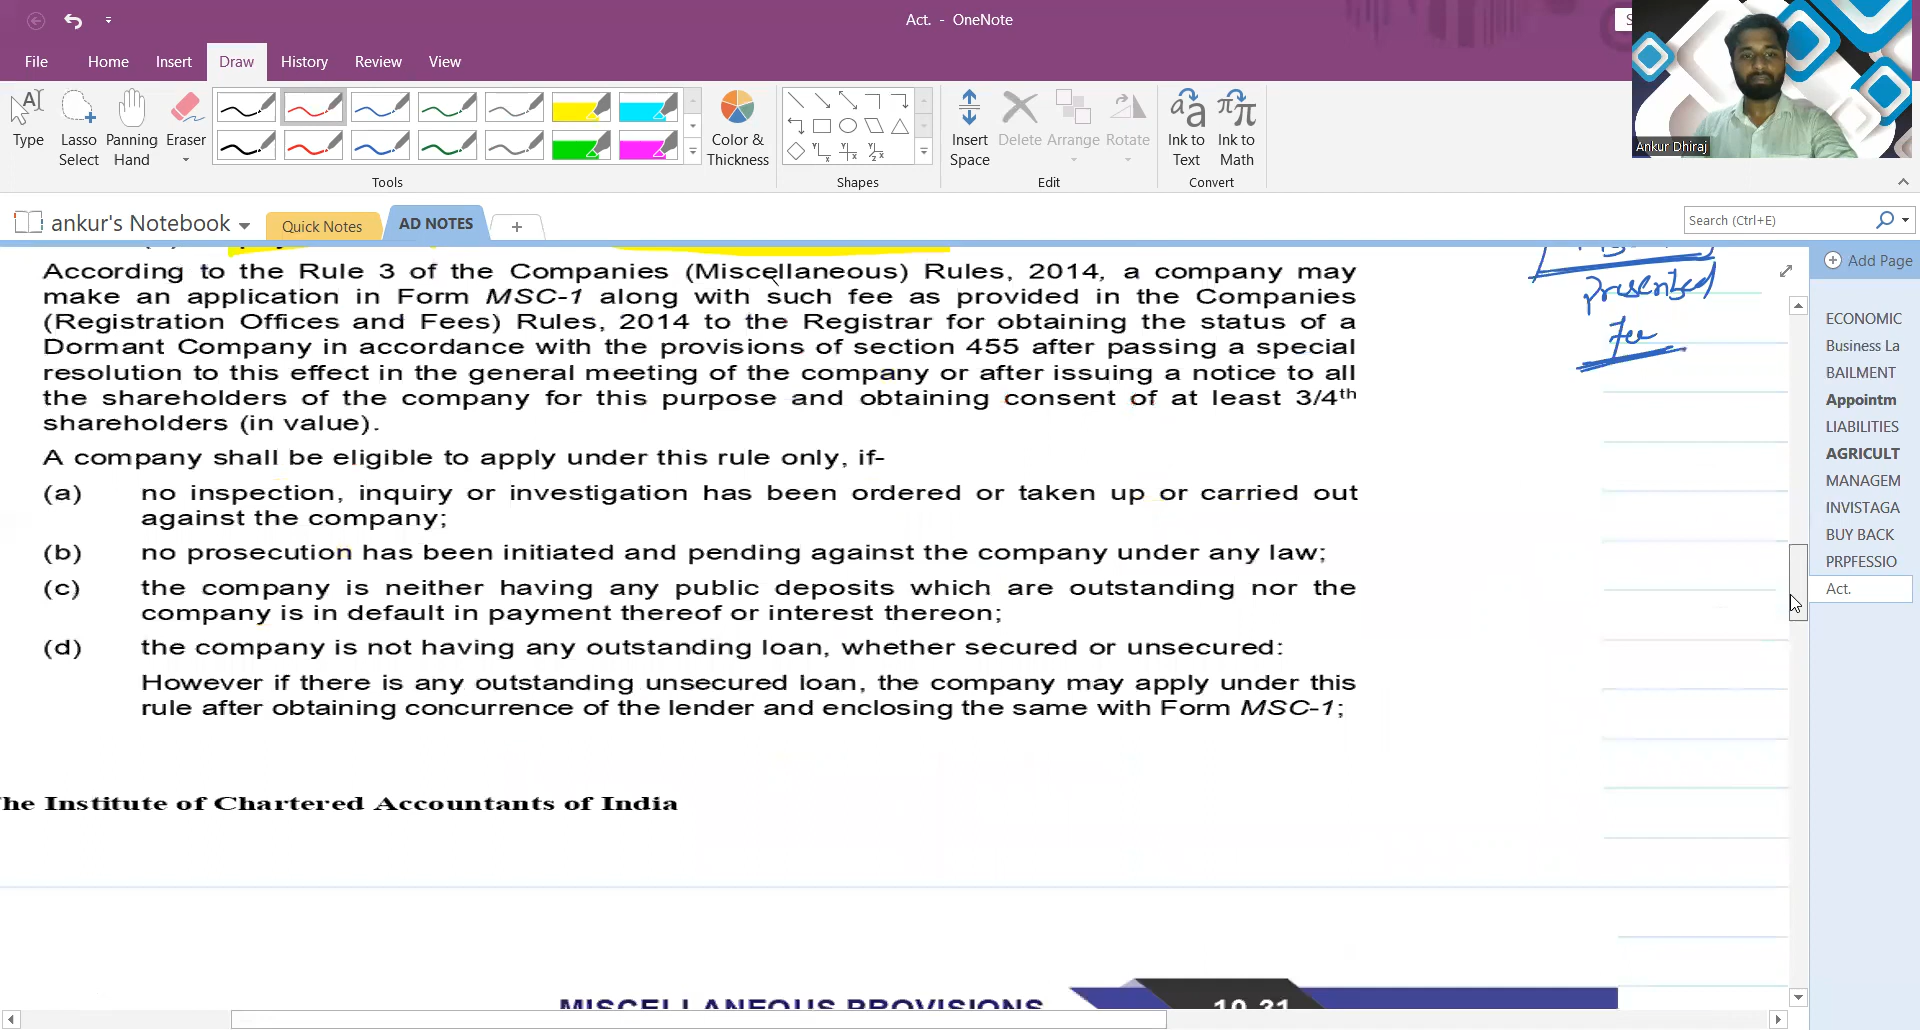 Act. - OneNote
File Home Insert Draw History Review View
Type Lasso Select Panning Hand Eraser
Color & Thickness
Insert Space Delete Arrange Rotate
Ink to Text Ink to Math
Tools Shapes Edit Convert
Ankur Dhiraj
ankur's Notebook Quick Notes AD NOTES +
Search (Ctrl+E)
According to the Rule 3 of the Companies (Miscellaneous) Rules, 2014, a company may
make an application in Form MSC-1 along with such fee as provided in the Companies
(Registration Offices and Fees) Rules, 2014 to the Registrar for obtaining the status of a
Dormant Company in accordance with the provisions of section 455 after passing a special
resolution to this effect in the general meeting of the company or after issuing a notice to all
the shareholders of the company for this purpose and obtaining consent of at least 3/4th
shareholders (in value).
A company shall be eligible to apply under this rule only, if-
(a) no inspection, inquiry or investigation has been ordered or taken up or carried out
against the company;
(b) no prosecution has been initiated and pending against the company under any law;
(c) the company is neither having any public deposits which are outstanding nor the
company is in default in payment thereof or interest thereon;
(d) the company is not having any outstanding loan, whether secured or unsecured:
However if there is any outstanding unsecured loan, the company may apply under this
rule after obtaining concurrence of the lender and enclosing the same with Form MSC-1;
he Institute of Chartered Accountants of India
MISCELLANEOUS PROVISIONS 10.31
Fee
Add Page
ECONOMIC
Business La
BAILMENT
Appointm
LIABILITIES
AGRICULT
MANAGEM
INVISTAGA
BUY BACK
PRPFESSIO
Act.